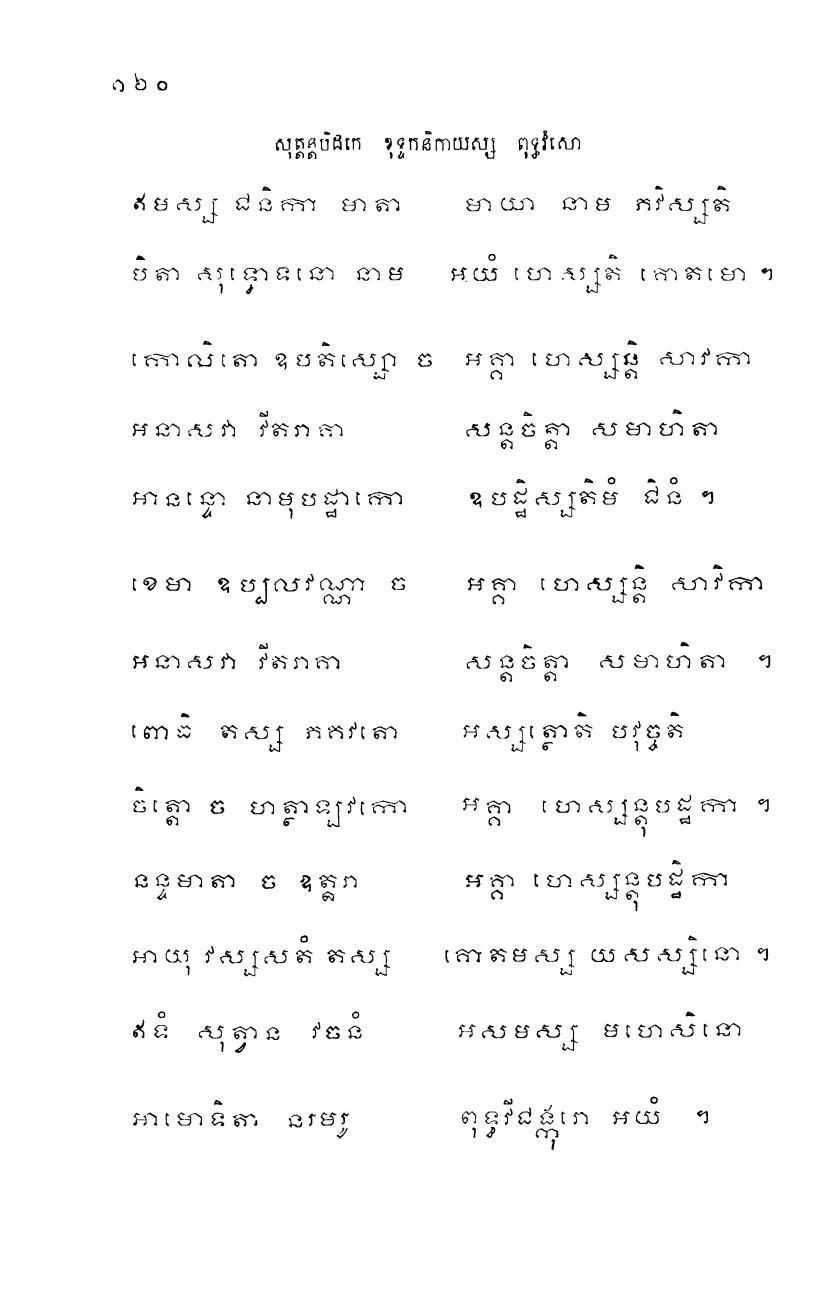 ១៦០
សុត្តន្តបិដកេ ខុទ្ទកនិកាយស្ស ពុទ្ធវំសោ
ឥមស្ស ជនិកា មាតា មាយា នាម ភវិស្សតិ
បិតា សុទ្ធោទនោ នាម អយំ ហេស្សតិ គោតមោ ។
កោលិតោ ឧបតិស្សោ ច អគ្គា ហេស្សន្តិ សាវកា
អនាសវា វីតរាគា សន្តចិត្តា សមាហិតា
អានន្ទោ នាមុបដ្ឋាកោ ឧបដ្ឋិស្សតិមំ ជិនំ ។
ខេមា ឧប្បលវណ្ណា ច អគ្គា ហេស្សន្តិ សាវិកា
អនាសវា វីតរាគា សន្តចិត្តា សមាហិតា ។
ពោធិ តស្ស ភគវតោ អស្សត្ថោតិ បវុច្ចតិ
ចិត្តោ ច ហត្ថាឡ្បវកោ អគ្គា ហេស្សន្តុបដ្ឋកា ។
នន្ទមាតា ច ឧត្តរា អគ្គា ហេស្សន្តុបដ្ឋិកា
អាយុ វស្សសតំ តស្ស គោតមស្ស យសស្សិនោ ។
ឥទំ សុត្វាន វចនំ អសមស្ស មហេសិនោ
អាមោទិតា នរមរូ ពុទ្ធវីជង្កុរោ អយំ ។